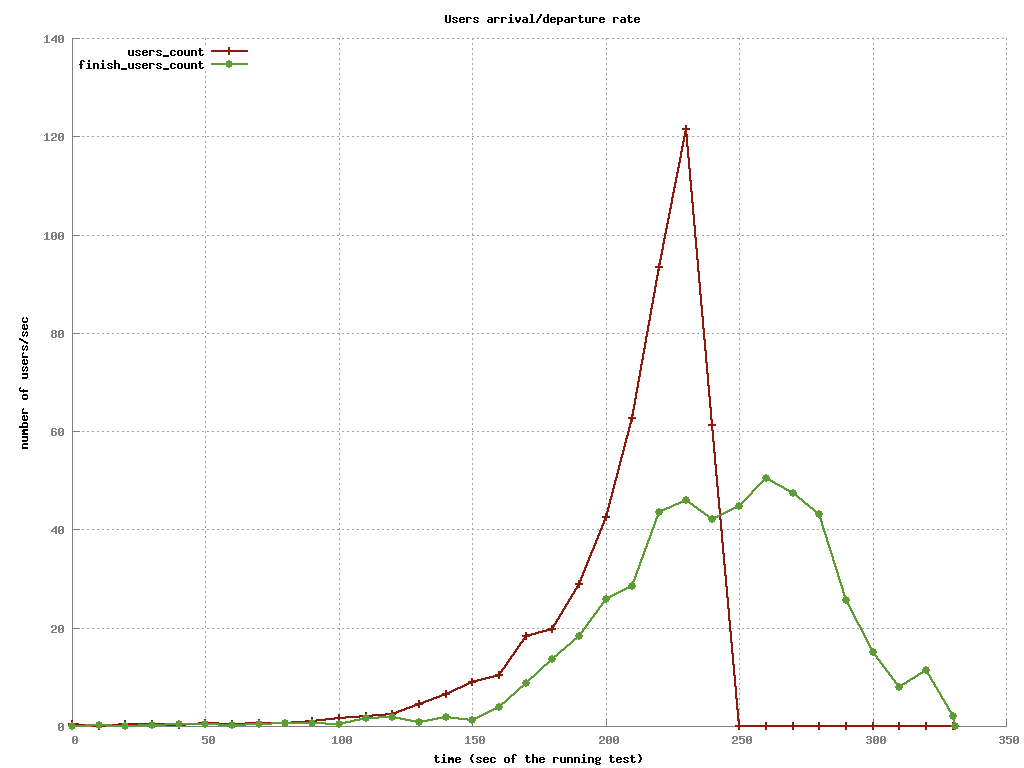 Users arrival/departure rate
140
users_count
finish_users_count
120
100
80
number of users/sec
60
40
20
0
0 50 100 150 200 250 300 350
time (sec of the running test)